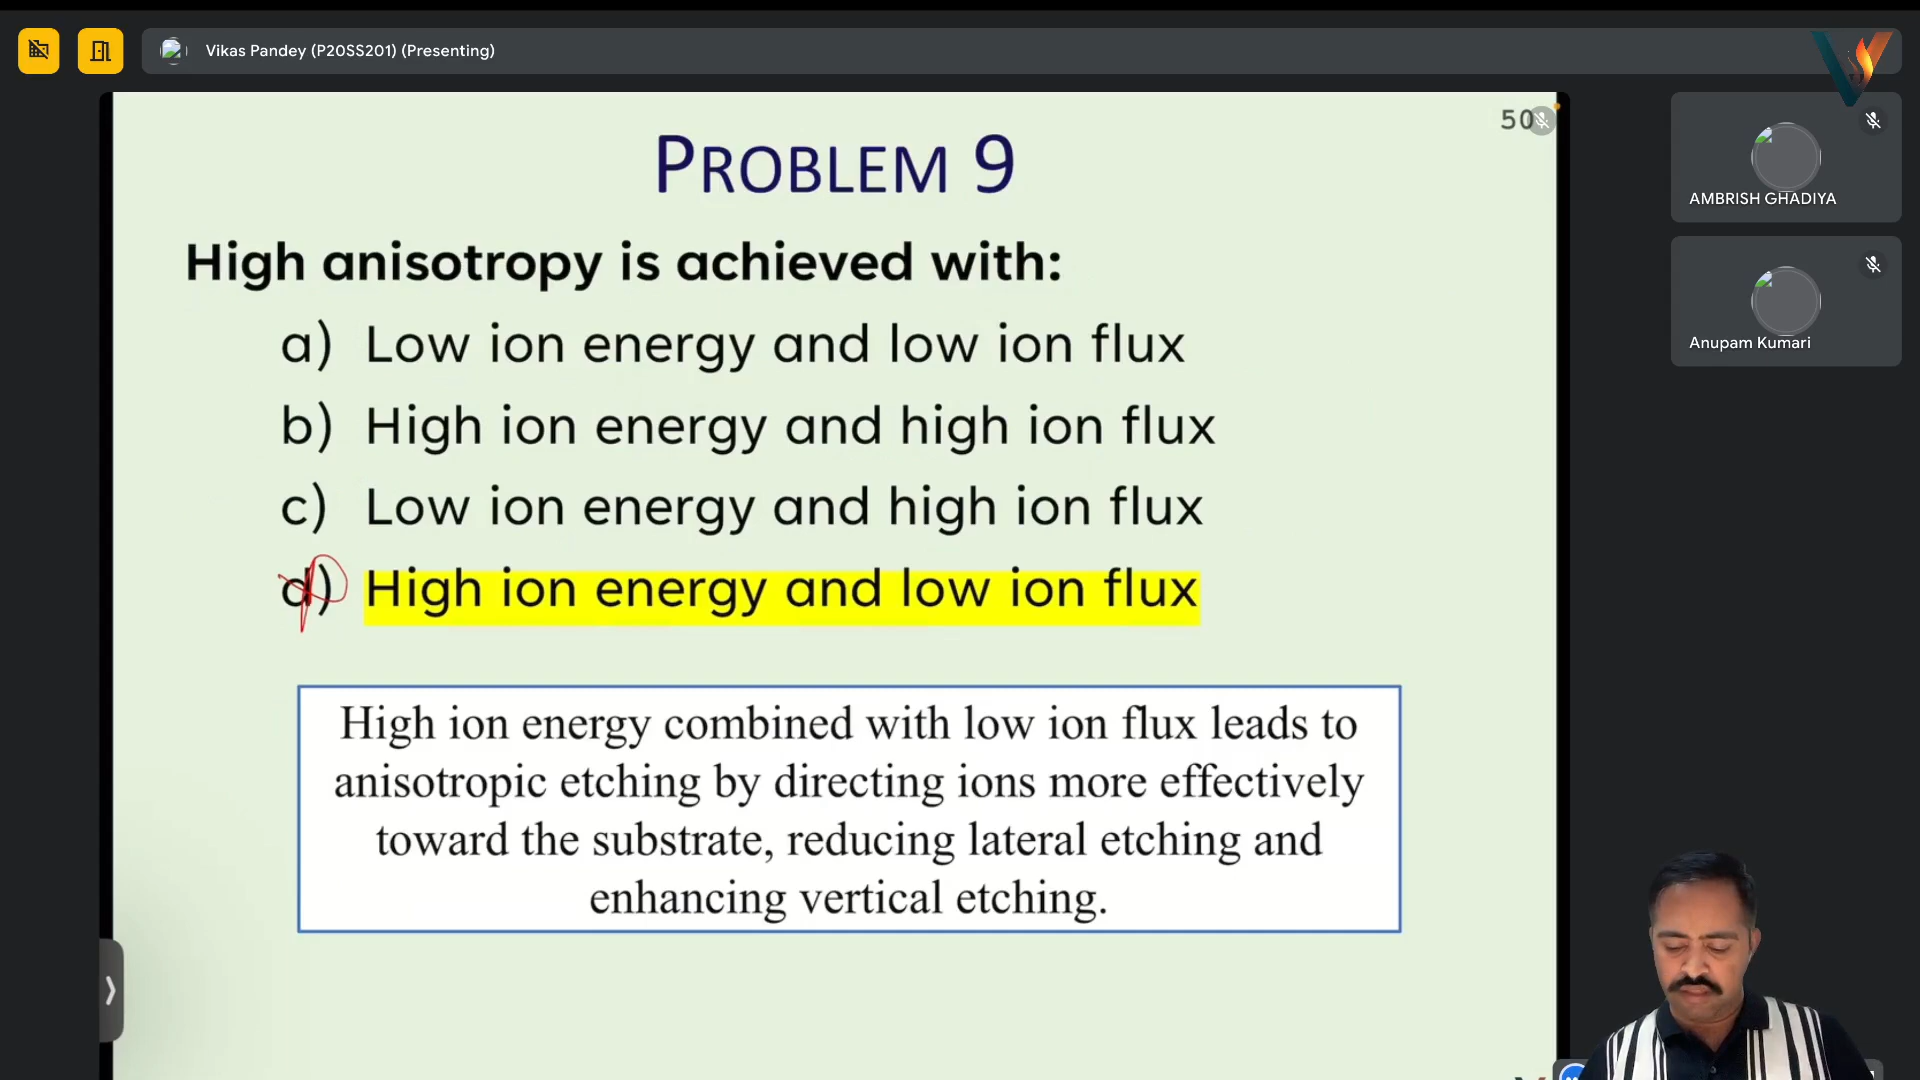 Vikas Pandey (P20SS201) (Presenting)
50
PROBLEM 9
High anisotropy is achieved with:
a) Low ion energy and low ion flux
b) High ion energy and high ion flux
c) Low ion energy and high ion flux
d) High ion energy and low ion flux
High ion energy combined with low ion flux leads to
anisotropic etching by directing ions more effectively
toward the substrate, reducing lateral etching and
enhancing vertical etching.
AMBRISH GHADIYA
Anupam Kumari